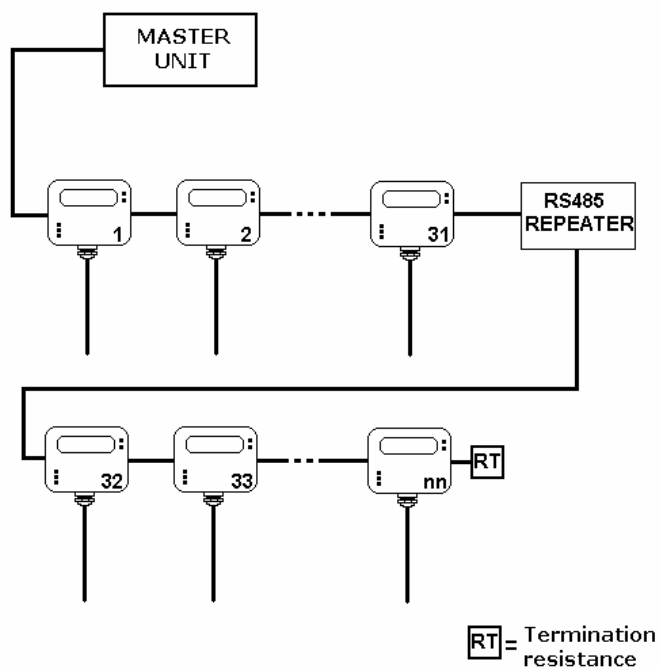 MASTER
UNIT
1
2
31
RS485
REPEATER
32
33
nn
RT
RT = Termination
resistance